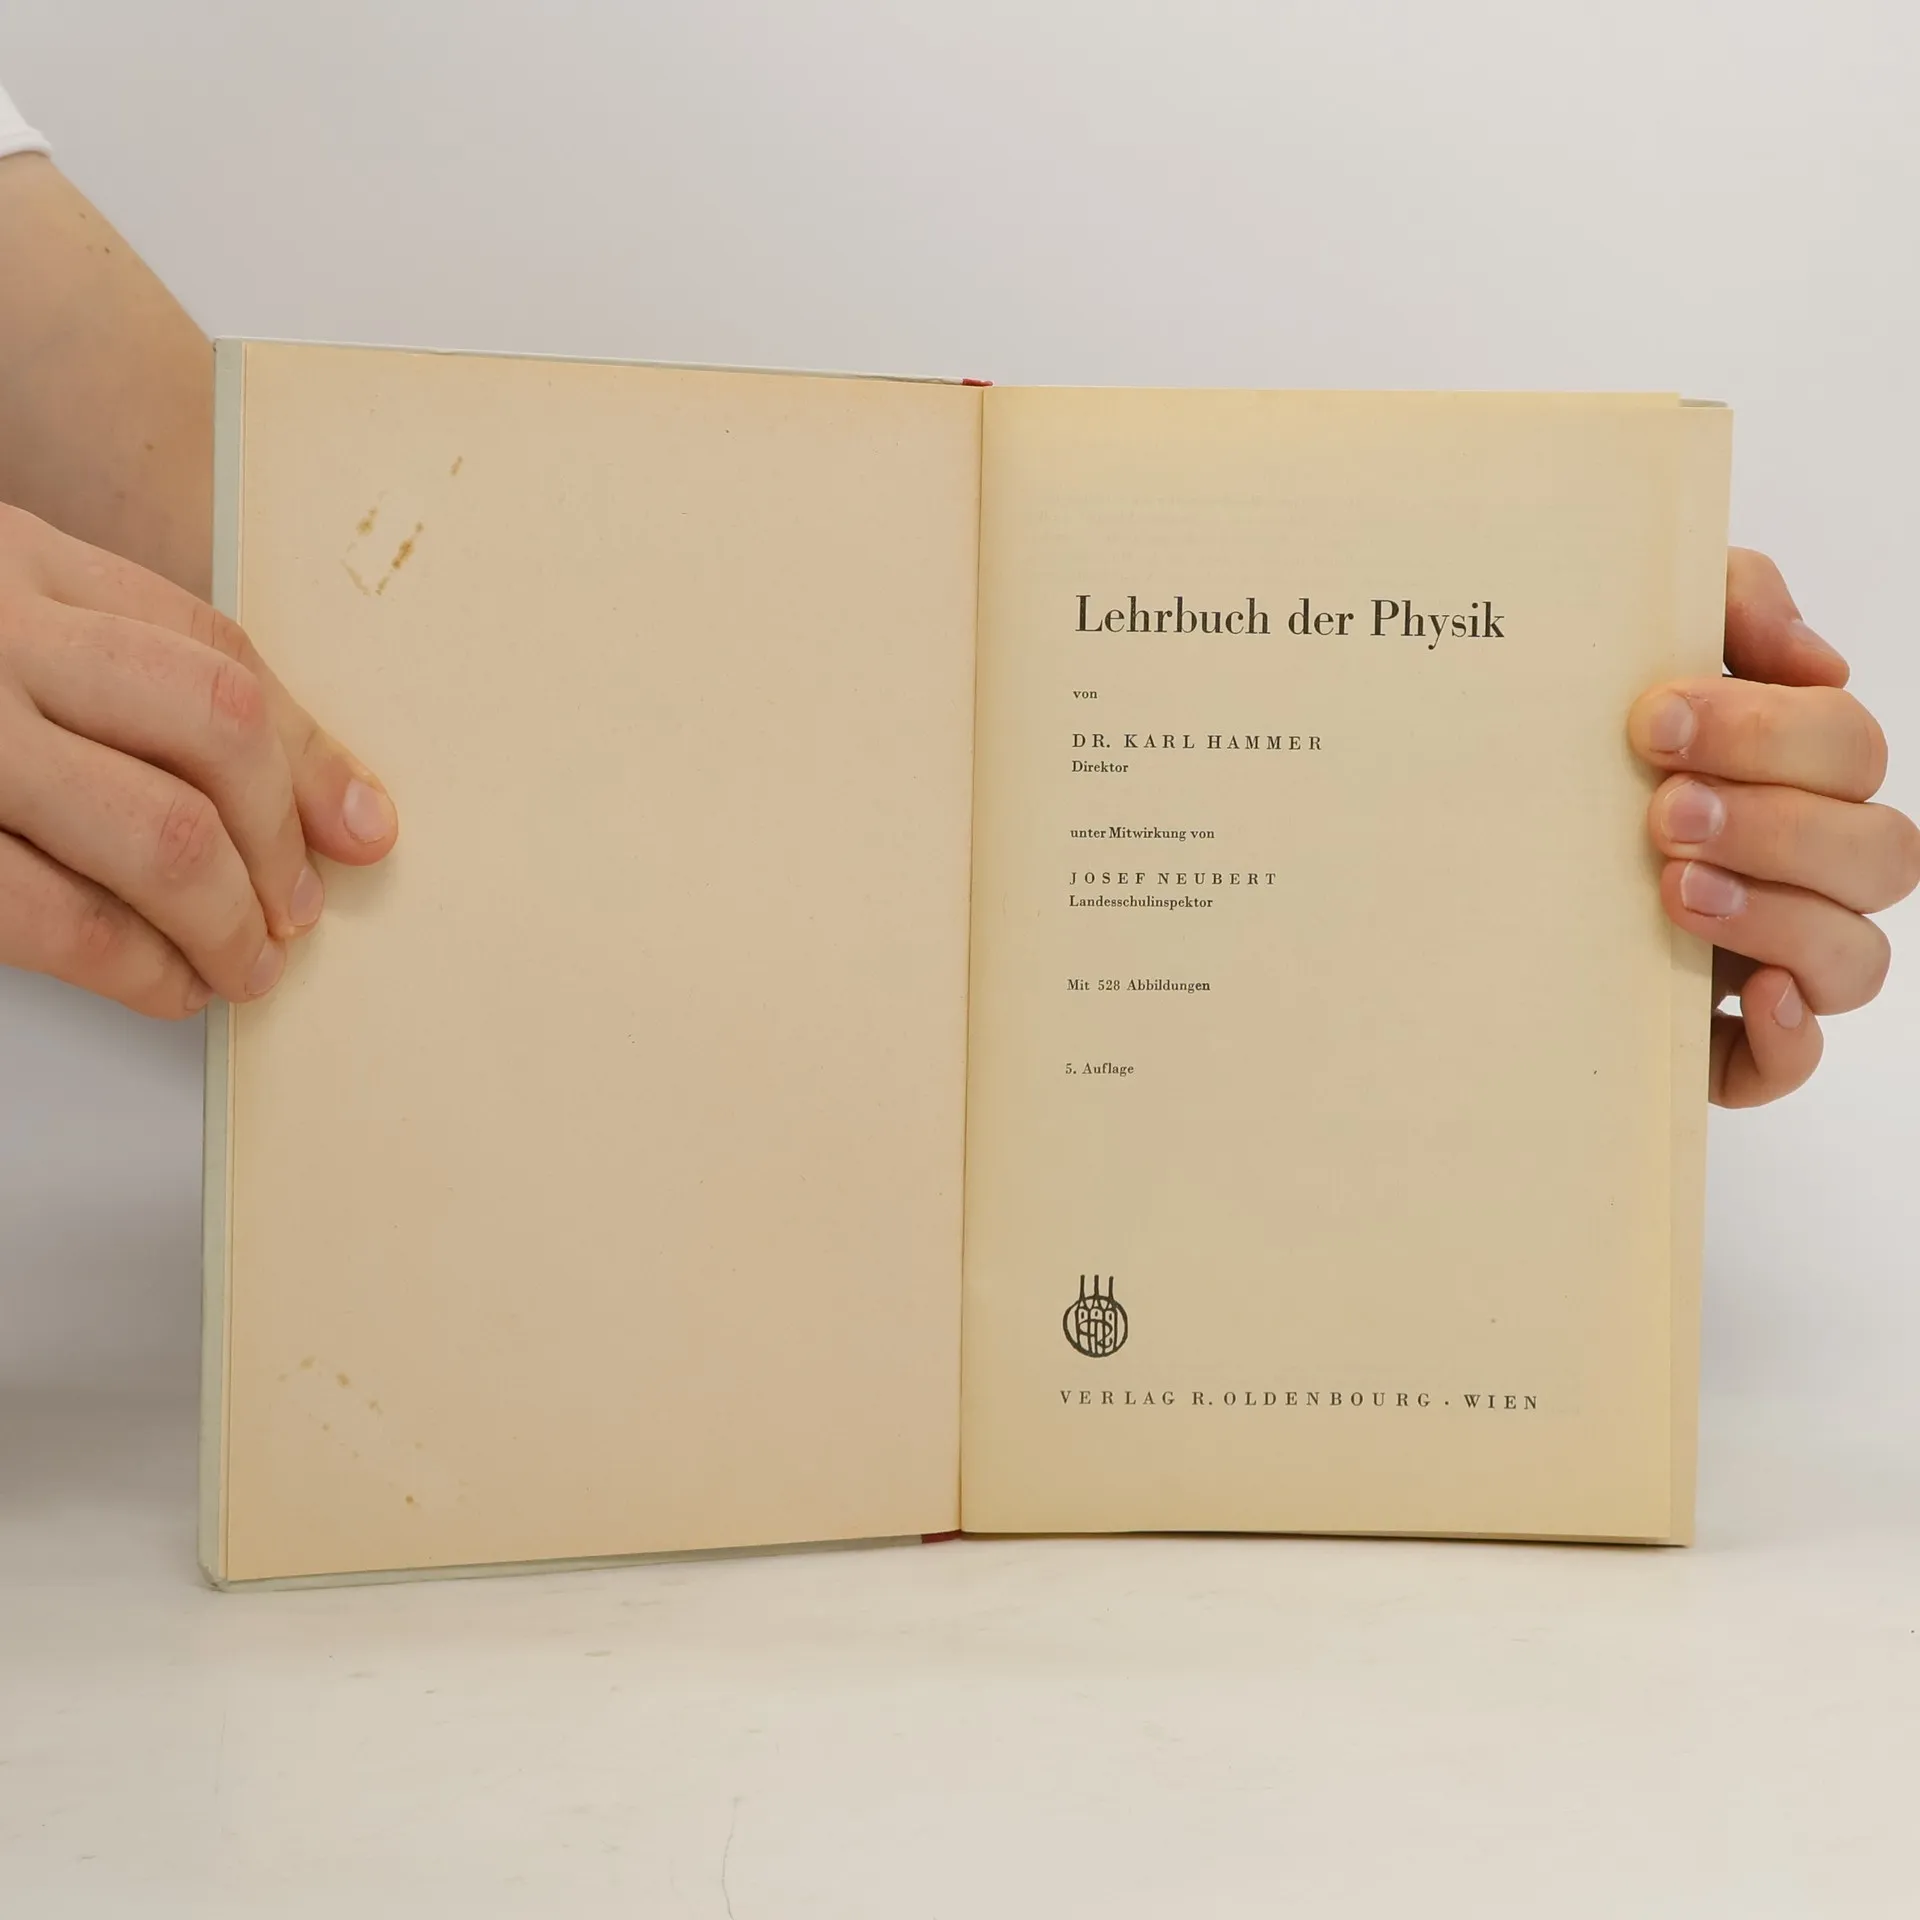 Lehrbuch der Physik
von
DR. KARL HAMMER
Direktor
unter Mitwirkung von
JOSEF NEUBERT
Landesschulinspektor
Mit 528 Abbildungen
5. Auflage
VERLAG R. OLDENBOURG · WIEN